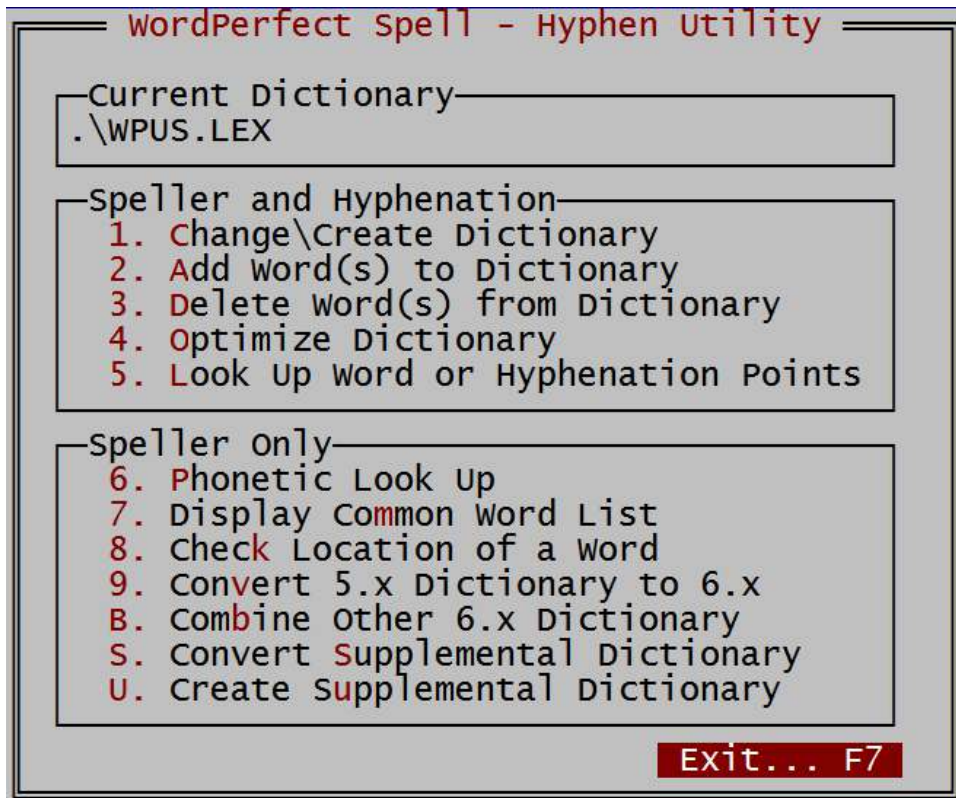 WordPerfect Spell - Hyphen Utility
Current Dictionary
.\WPUS.LEX
Speller and Hyphenation
1. Change\Create Dictionary
2. Add Word(s) to Dictionary
3. Delete Word(s) from Dictionary
4. Optimize Dictionary
5. Look Up Word or Hyphenation Points
Speller Only
6. Phonetic Look Up
7. Display Common Word List
8. Check Location of a Word
9. Convert 5.x Dictionary to 6.x
B. Combine Other 6.x Dictionary
S. Convert Supplemental Dictionary
U. Create Supplemental Dictionary
Exit... F7